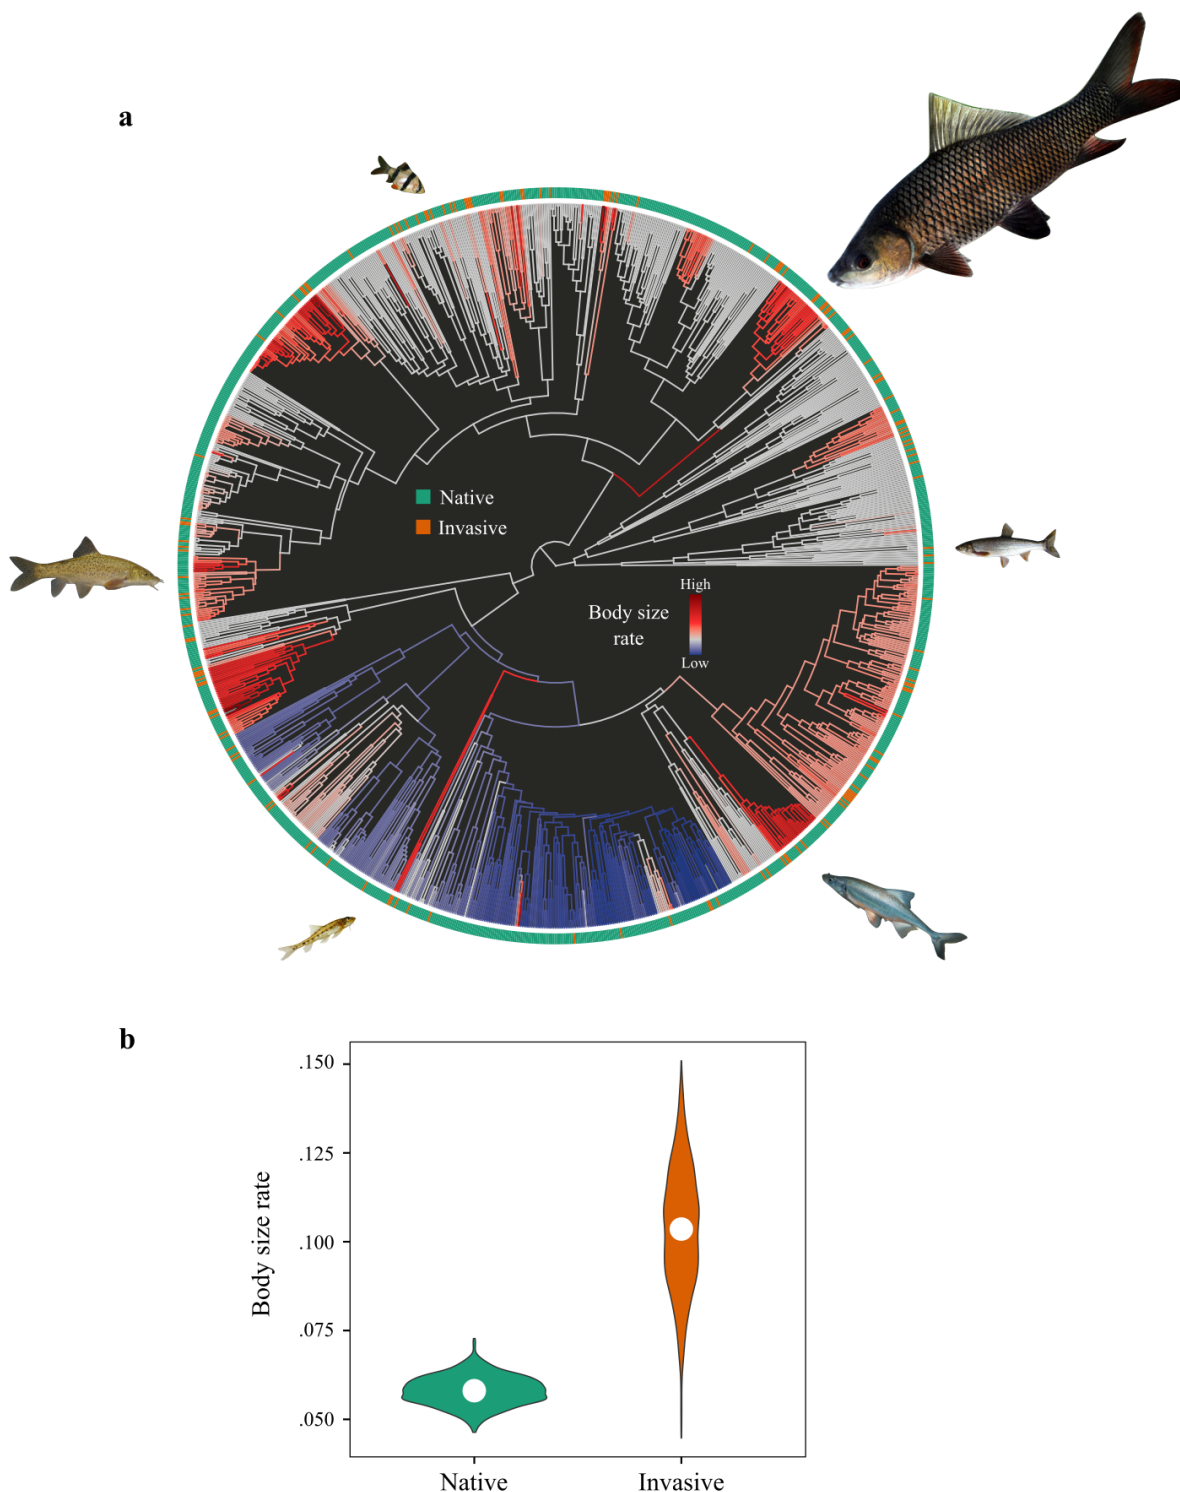 a
Native
Invasive
High
Body size
rate
Low
b
.150
.125
.100
.075
.050
Body size rate
Native
Invasive